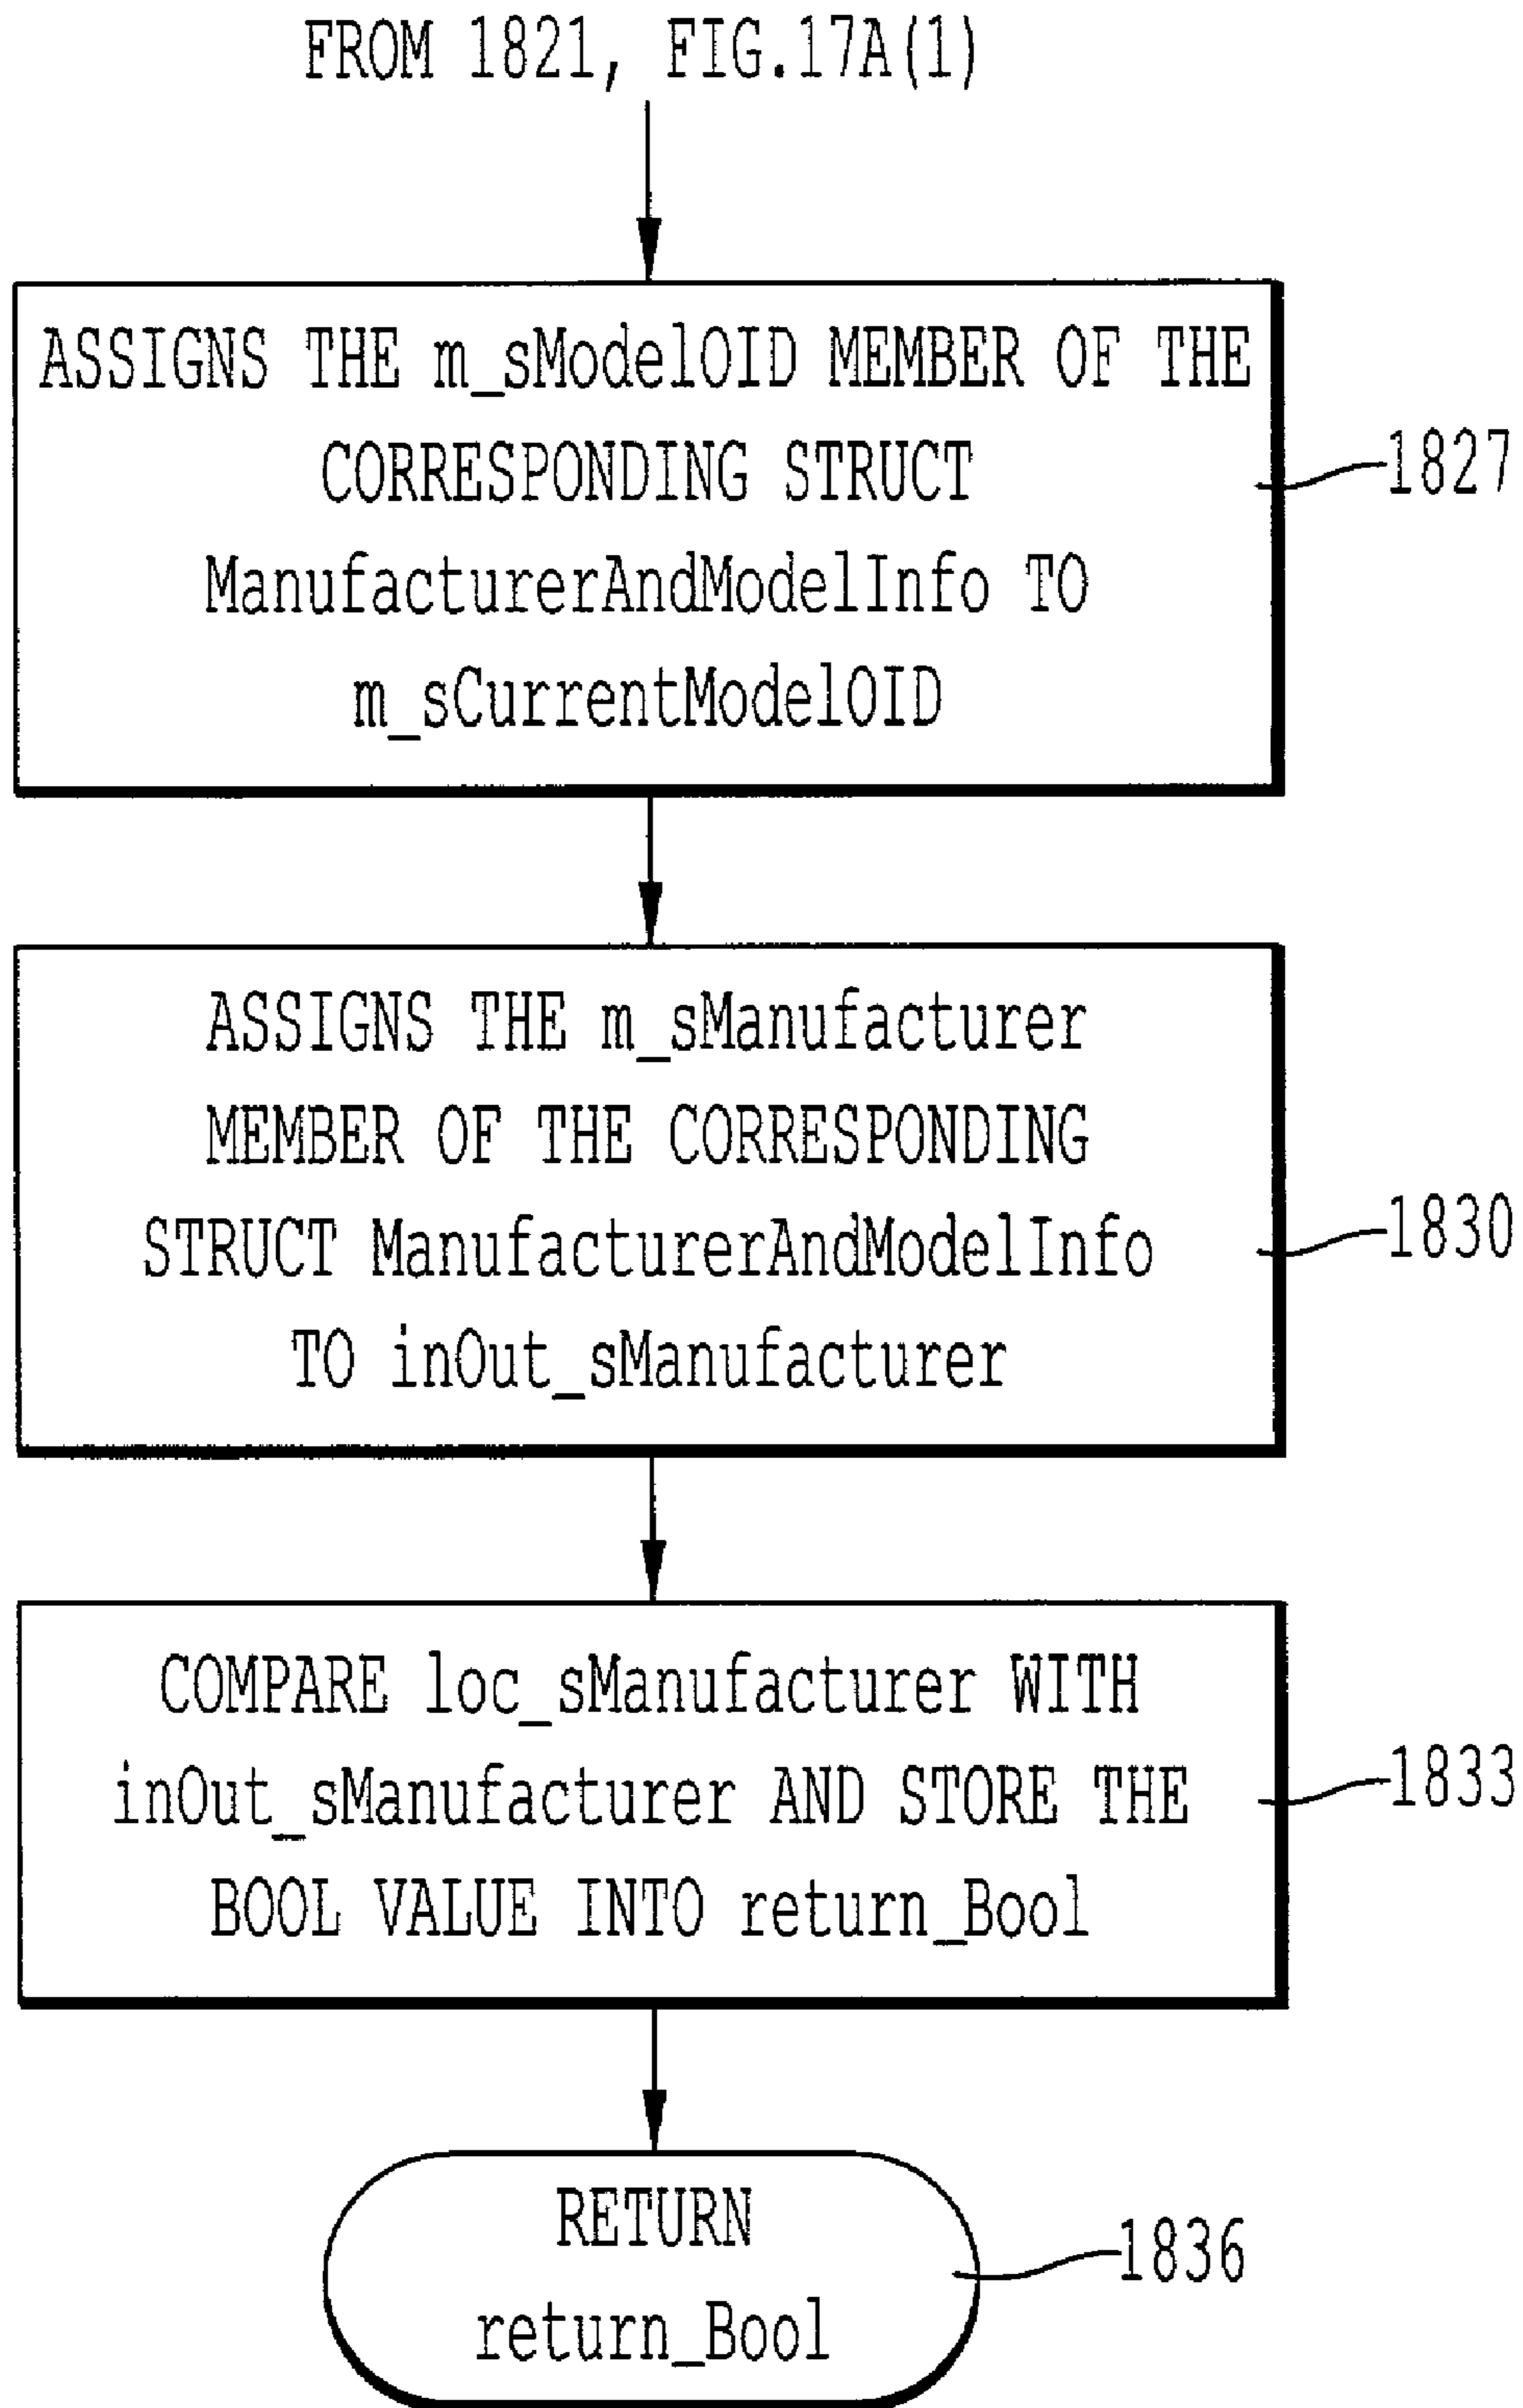 FROM 1821, FIG.17A(1)
ASSIGNS THE m_sModelOID MEMBER OF THE
CORRESPONDING STRUCT
ManufacturerAndModelInfo TO
m_sCurrentModelOID
1827
ASSIGNS THE m_sManufacturer
MEMBER OF THE CORRESPONDING
STRUCT ManufacturerAndModelInfo
TO inOut_sManufacturer
1830
COMPARE loc_sManufacturer WITH
inOut_sManufacturer AND STORE THE
BOOL VALUE INTO return_Bool
1833
RETURN
return_Bool
1836